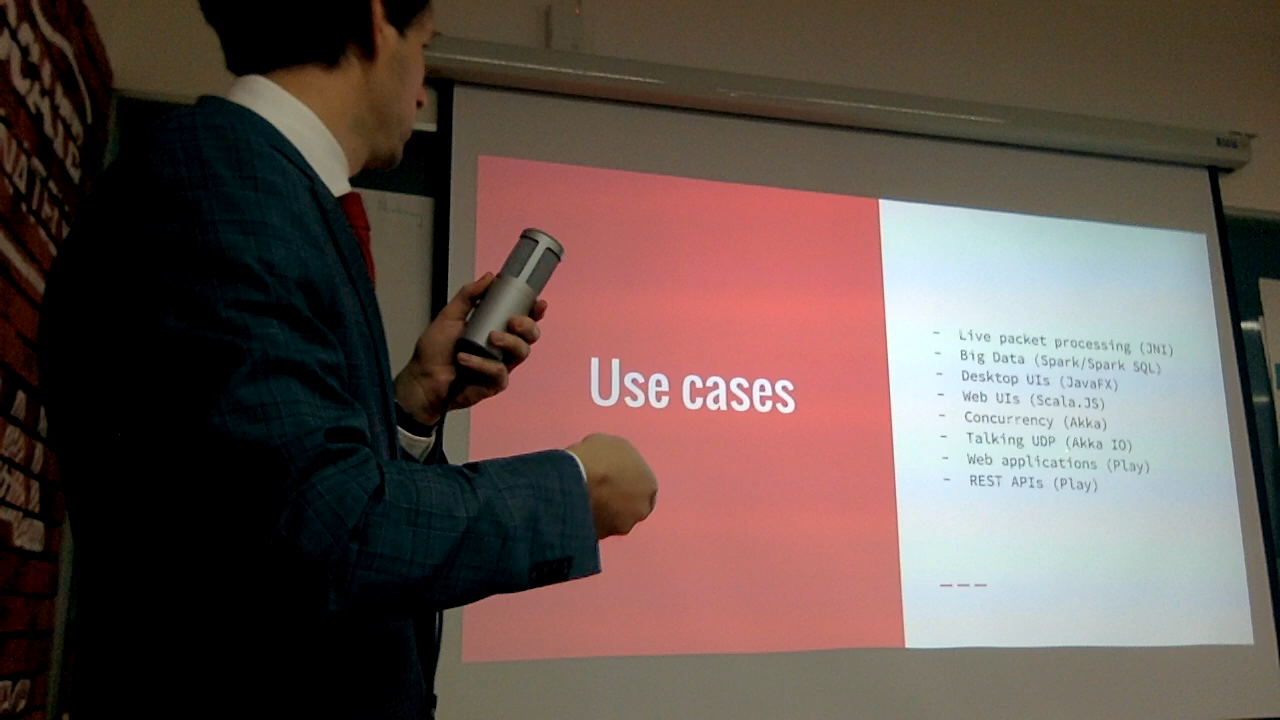 Use cases
- Live packet processing (JNI)
- Big Data (Spark/Spark SQL)
- Desktop UIs (JavaFX)
- Web UIs (Scala.JS)
- Concurrency (Akka)
- Talking UDP (Akka IO)
- Web applications (Play)
- REST APIs (Play)